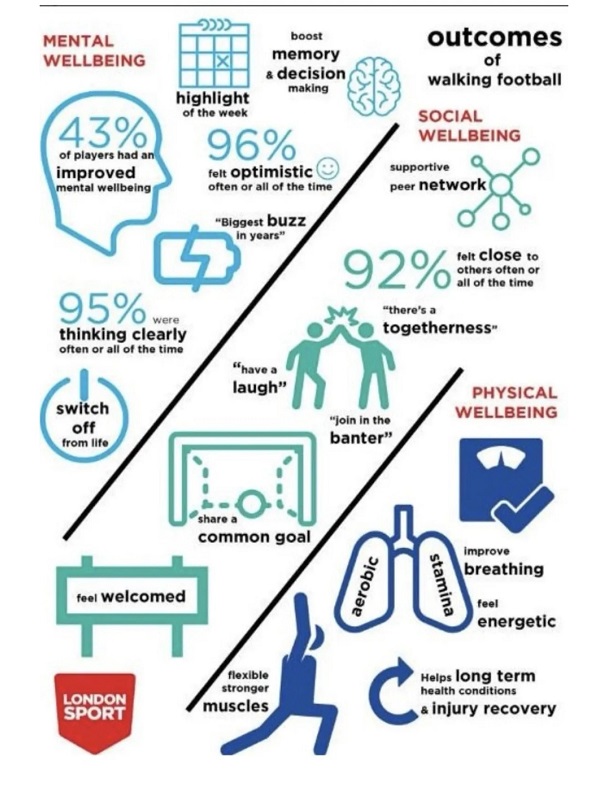 MENTAL
WELLBEING
highlight
of the week
boost
memory
& decision
making
outcomes
of
walking football
43%
of players had an
improved
mental wellbeing
96%
felt optimistic
often or all of the time
"Biggest buzz
in years"
95% were
thinking clearly
often or all of the time
switch
off
from life
SOCIAL
WELLBEING
supportive
peer network
92%
felt close to
others often or
all of the time
"there's a
togetherness"
"have a
laugh"
"join in the
banter"
share a
common goal
feel welcomed
PHYSICAL
WELLBEING
aerobic
stamina
improve
breathing
feel
energetic
flexible
stronger
muscles
Helps long term
health conditions
& injury recovery
LONDON
SPORT